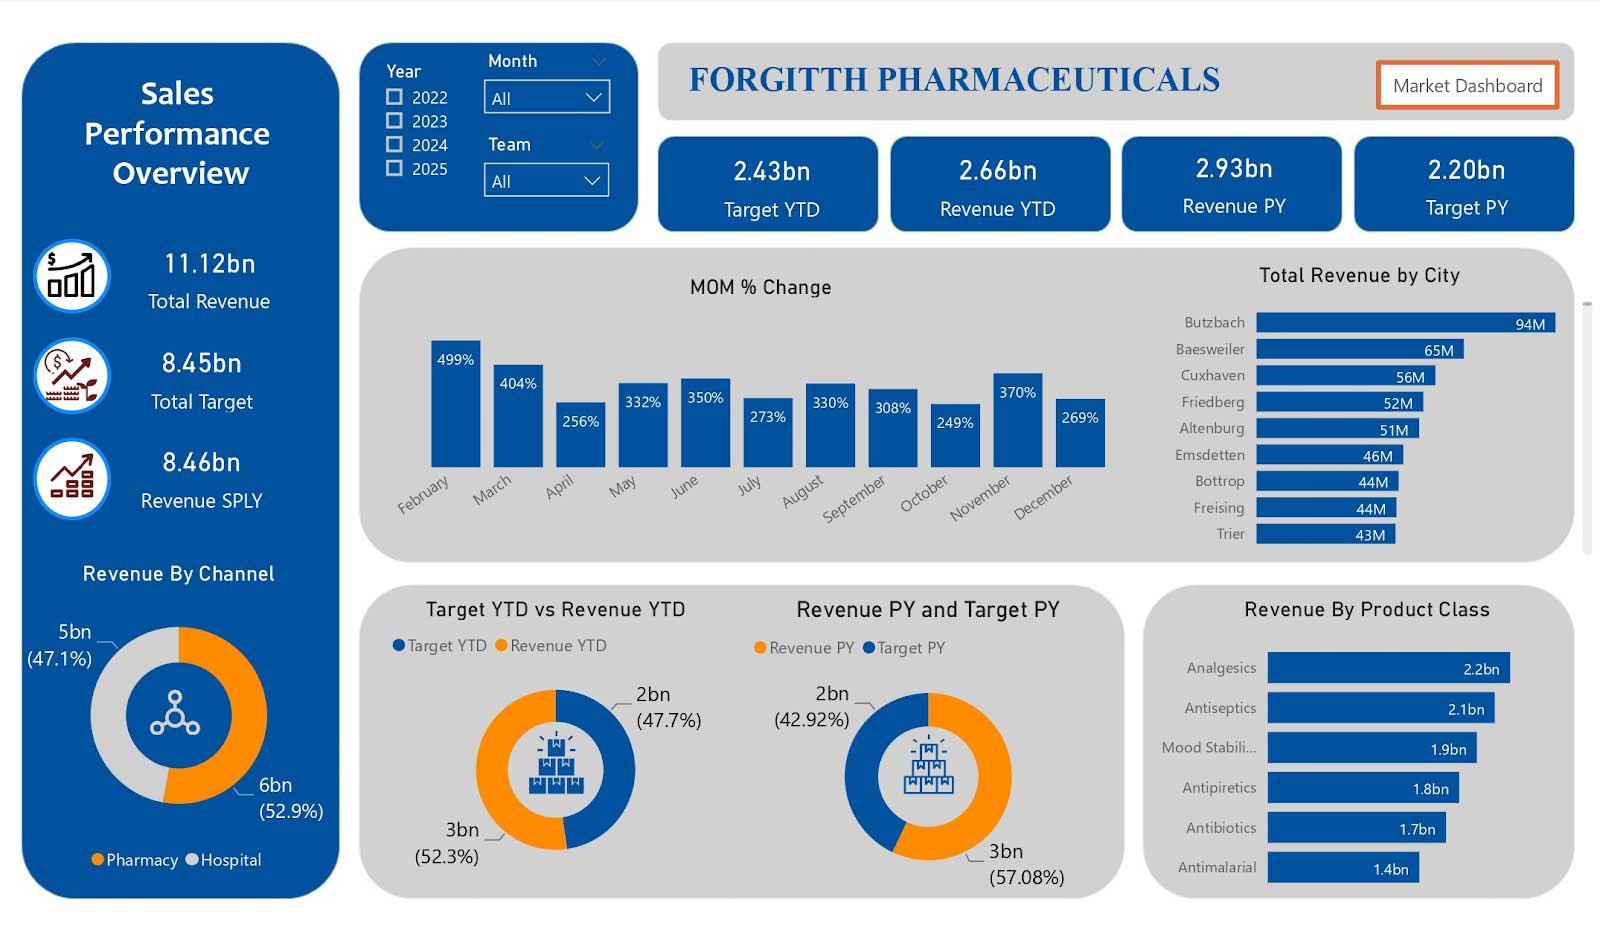 Sales
Performance
Overview
11.12bn
Total Revenue
8.45bn
Total Target
8.46bn
Revenue SPLY
Revenue By Channel
5bn
(47.1%)
6bn
(52.9%)
Pharmacy Hospital
Year
2022
2023
2024
2025
Month
All
Team
All
FORGITTH PHARMACEUTICALS
Market Dashboard
2.43bn
Target YTD
2.66bn
Revenue YTD
2.93bn
Revenue PY
2.20bn
Target PY
MOM % Change
499%
404%
256%
332%
350%
273%
330%
308%
249%
370%
269%
February
March
April
May
June
July
August
September
October
November
December
Total Revenue by City
Butzbach 94M
Baesweiler 65M
Cuxhaven 56M
Friedberg 52M
Altenburg 51M
Emsdetten 46M
Bottrop 44M
Freising 44M
Trier 43M
Target YTD vs Revenue YTD
Target YTD Revenue YTD
2bn
(47.7%)
3bn
(52.3%)
Revenue PY and Target PY
Revenue PY Target PY
2bn
(42.92%)
3bn
(57.08%)
Revenue By Product Class
Analgesics 2.2bn
Antiseptics 2.1bn
Mood Stabili... 1.9bn
Antipiretics 1.8bn
Antibiotics 1.7bn
Antimalarial 1.4bn